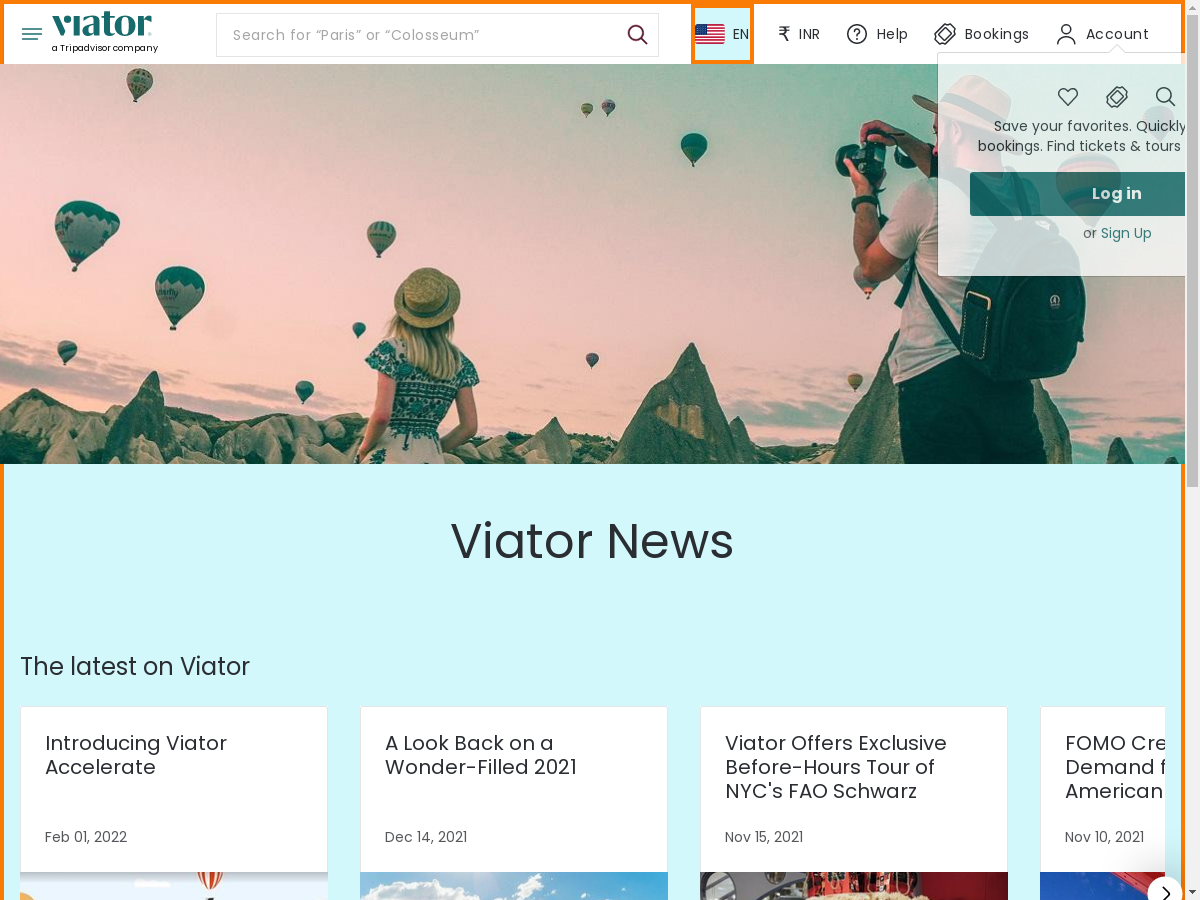 viator
a Tripadvisor company
Search for “Paris” or “Colosseum”
EN
₹ INR
Help
Bookings
Account
Save your favorites. Quickly
bookings. Find tickets & tours
Log in
or Sign Up
Viator News
The latest on Viator
Introducing Viator
Accelerate
Feb 01, 2022
A Look Back on a
Wonder-Filled 2021
Dec 14, 2021
Viator Offers Exclusive
Before-Hours Tour of
NYC's FAO Schwarz
Nov 15, 2021
FOMO Cre
Demand f
American
Nov 10, 2021